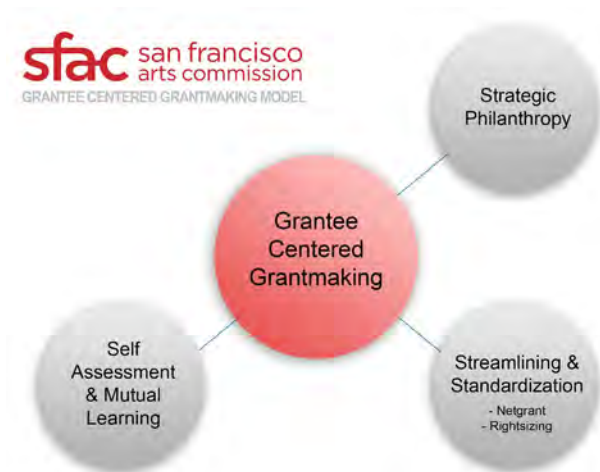 sfac san francisco
arts commission
GRANTEE CENTERED GRANTMAKING MODEL
Strategic
Philanthropy
Grantee
Centered
Grantmaking
Self
Assessment
& Mutual
Learning
Streamlining &
Standardization
- Netgrant
- Rightsizing